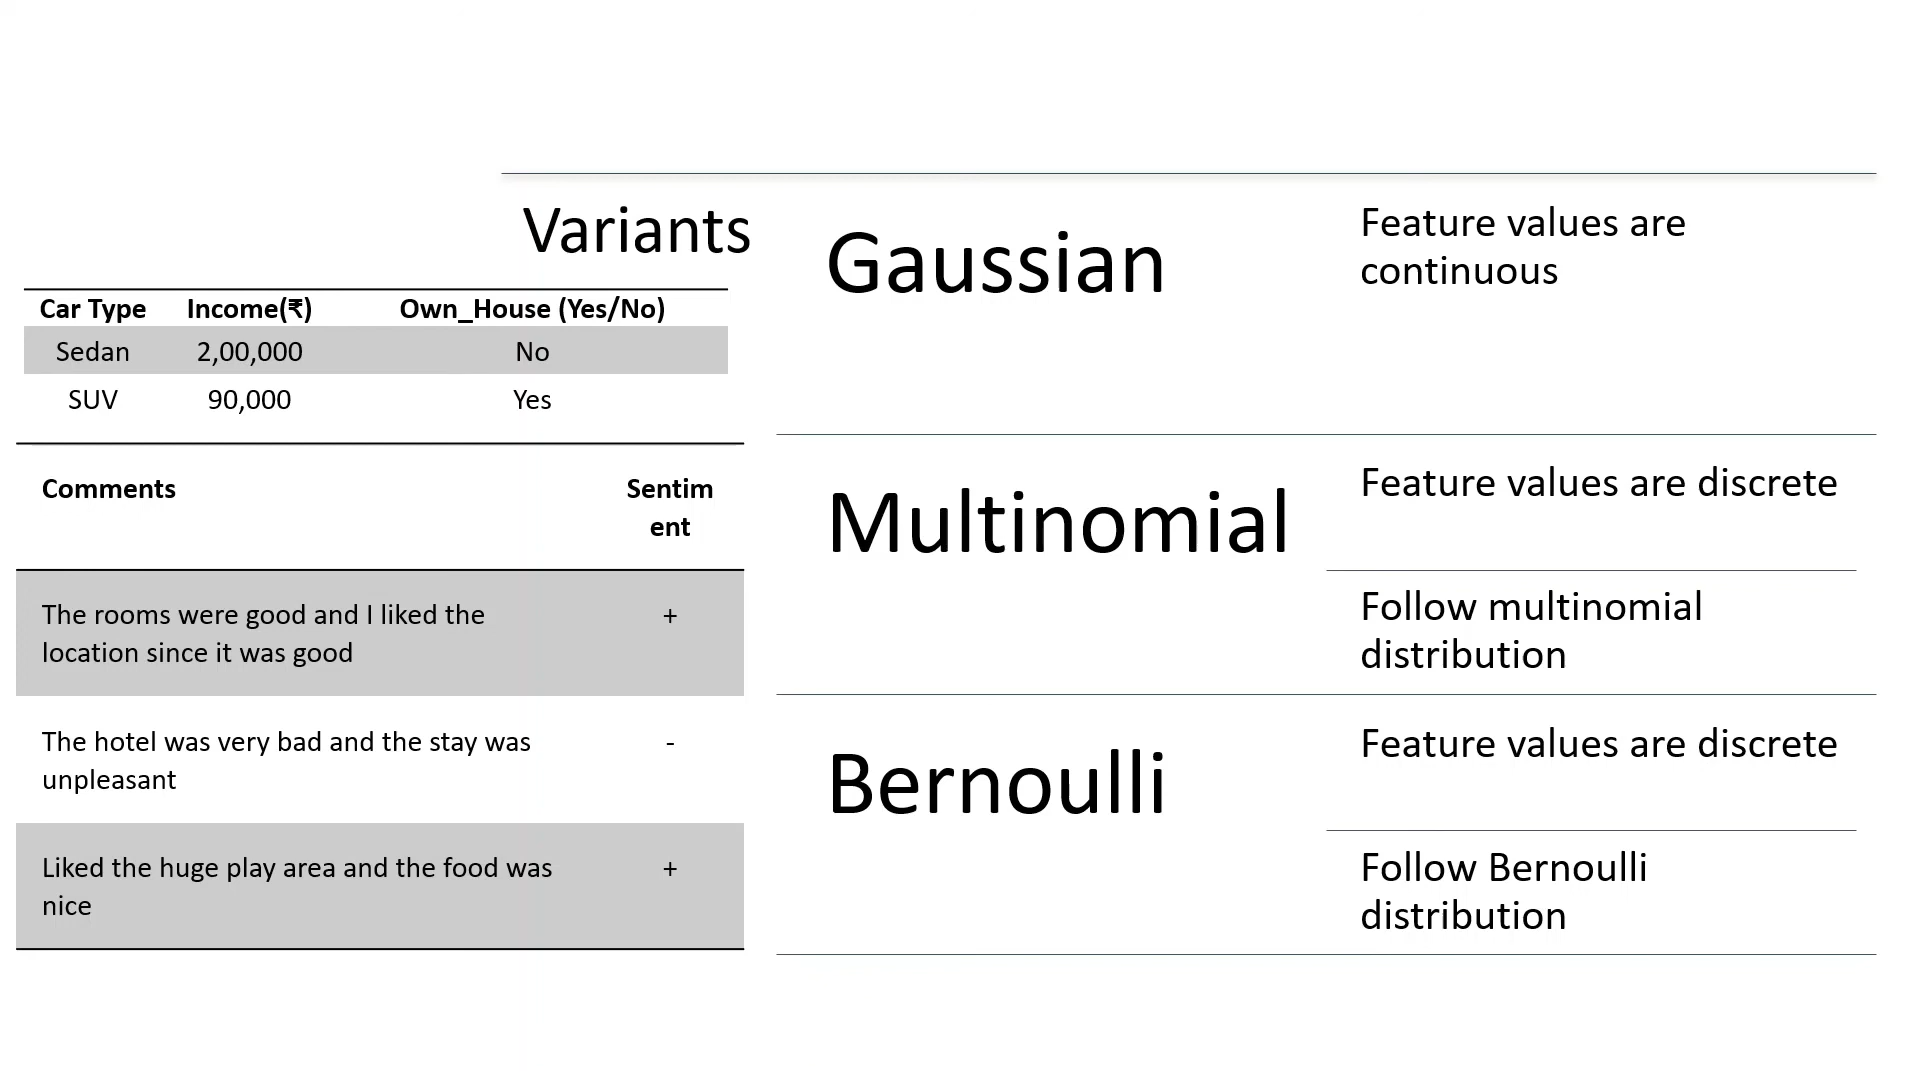 Variants
Car Type Income(₹) Own_House (Yes/No)
Sedan 2,00,000 No
SUV 90,000 Yes
Comments Sentim
ent
The rooms were good and I liked the +
location since it was good
The hotel was very bad and the stay was -
unpleasant
Liked the huge play area and the food was +
nice
Gaussian
Feature values are
continuous
Multinomial
Feature values are discrete
Follow multinomial
distribution
Bernoulli
Feature values are discrete
Follow Bernoulli
distribution